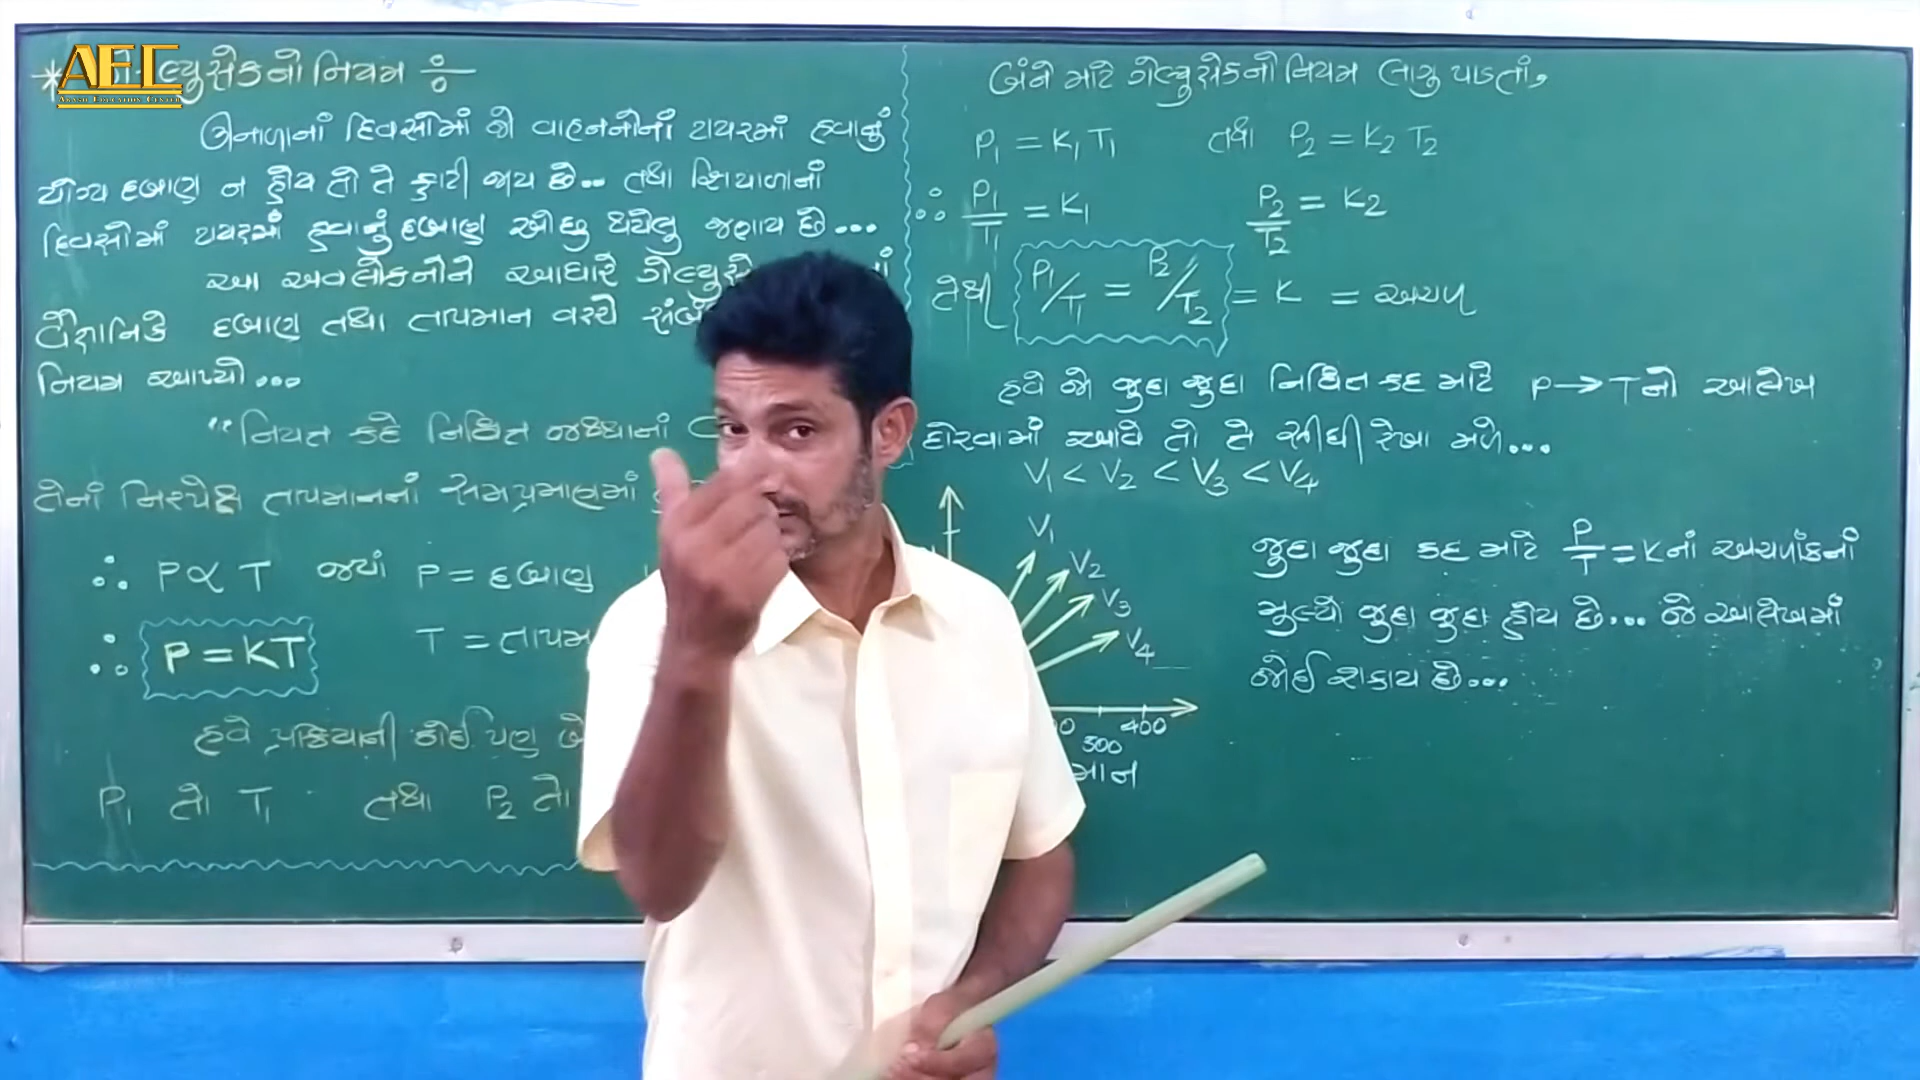 AEC
* લ્યુસેકનો નિયમ ÷
ઉનાળાનાં દિવસોમાં જો વાહનનોનાં ટાયરમાં હવાનું
યોગ્ય દબાણ ન હોય તો તે ફાટી જાય છે.. તથા શિયાળાનાં
દિવસોમાં ટાયરમાં હવાનું દબાણ ઓછુ થયેલુ જણાય છે...
આ અવલોકનોને આધારે ગેલ્યુસે
વૈજ્ઞાનિકે દબાણ તથા તાપમાન વચ્ચે સંબં
નિયમ આપ્યો...
"નિયત કદે નિશ્ચિત જથ્થાનાં
તેનાં નિરપેક્ષ તાપમાનનાં સમપ્રમાણમાં
∴ P∝ T જ્યાં P = દબાણ
∴ P = KT T = તાપમ
હવે પ્રક્રિયાની કોઈ પણ બે
P₁ તો T₁ તથા P₂ તો
બંને માટે ગેલ્યુસેકનો નિયમ લાગુ પાડતાં,
P₁ = K₁ T₁ તથા P₂ = K₂ T₂
∴ P₁/T₁ = K₁ P₂/T₂ = K₂
તેથી P₁/T₁ = P₂/T₂ = K = અચળ
હવે જો જુદા જુદા નિશ્ચિત કદ માટે P → T નો આલેખ
દોરવામાં આવે તો તે સીધી રેખા મળે...
V₁ < V₂ < V₃ < V₄
V₁
V₂
V₃
V₄
300 400
માન
જુદા જુદા કદ માટે P/T = K નાં અચળાંકનાં
મુલ્યો જુદા જુદા હોય છે... જે આલેખમાં
જોઈ શકાય છે...